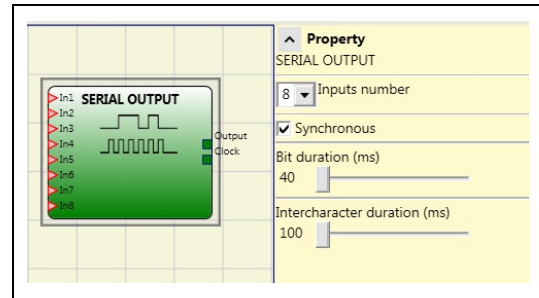 In1 SERIAL OUTPUT
In2
In3
In4
In5
In6
In7
In8
Output
Clock
Property
SERIAL OUTPUT
8 Inputs number
Synchronous
Bit duration (ms)
40
Intercharacter duration (ms)
100